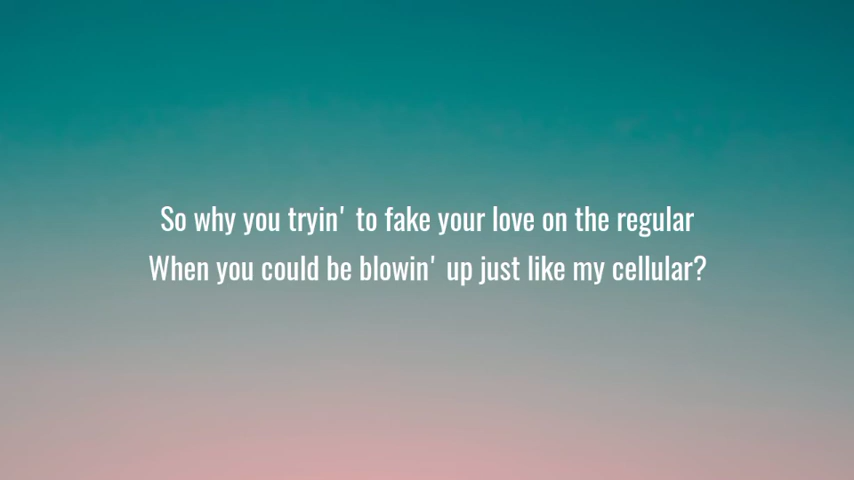 So why you tryin' to fake your love on the regular
When you could be blowin' up just like my cellular?